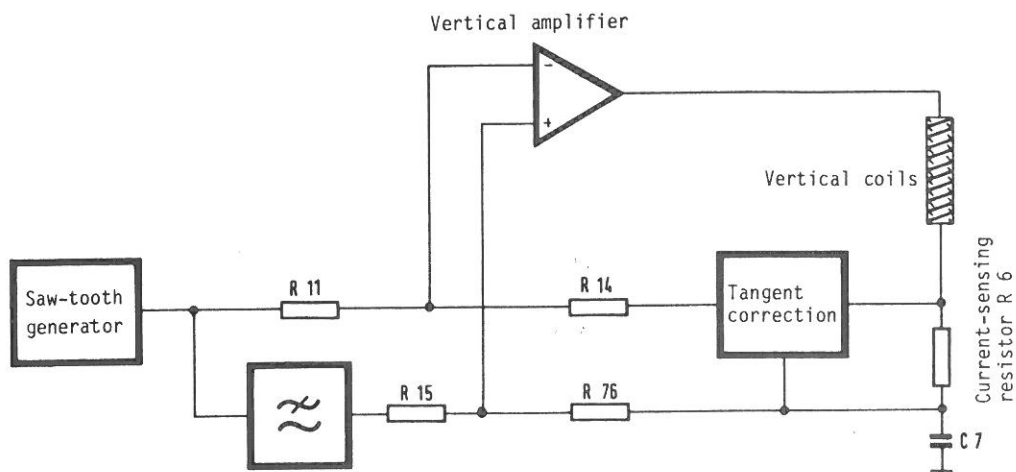 Vertical amplifier
−
+
Vertical coils
Saw-tooth
generator
R 11
R 14
Tangent
correction
Current-sensing
resistor R 6
R 15
R 76
C 7